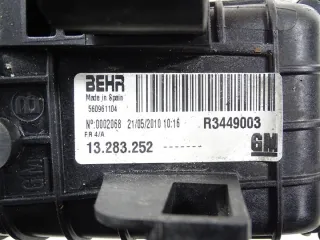 BEHR
Made in Spain
560961104
Nº:0002068 21/05/2010 10:16 R3449003
FR 4/A
13.283.252 -------
GM
GM